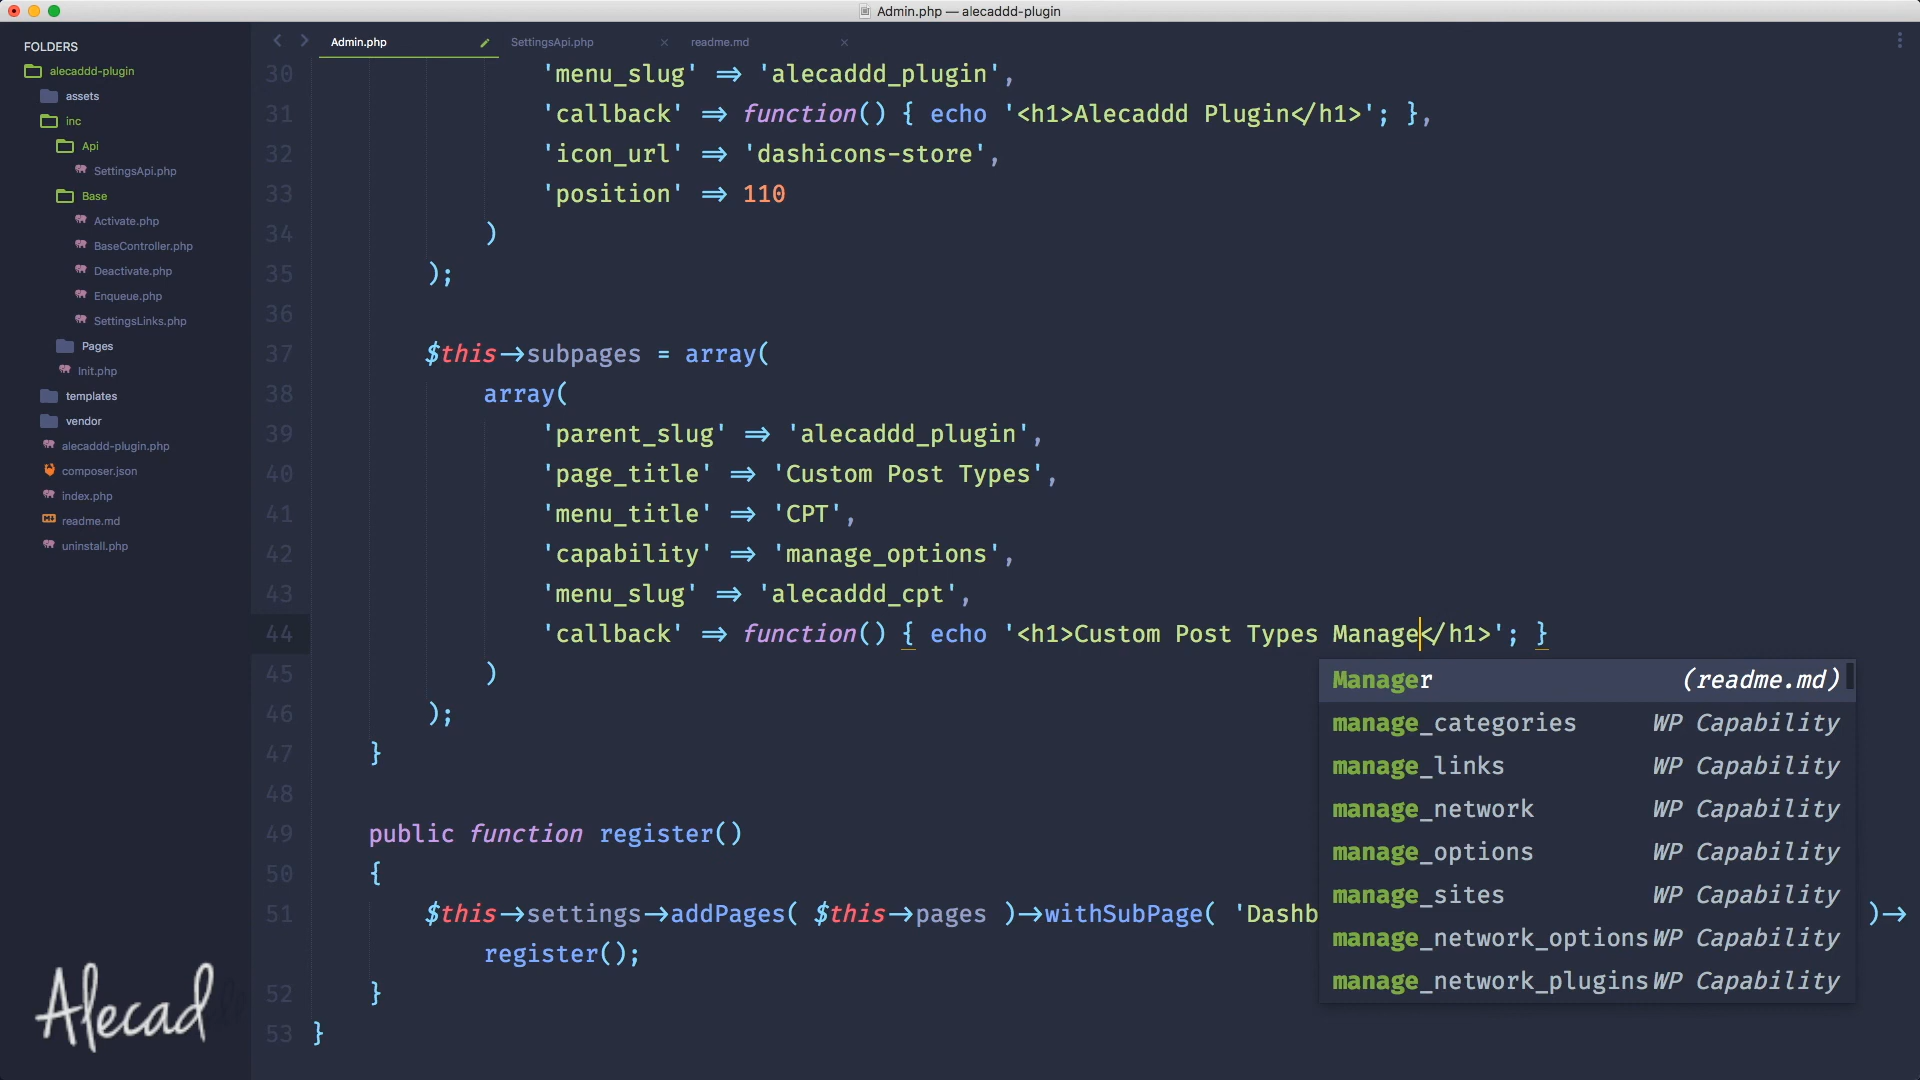 Admin.php — alecaddd-plugin
FOLDERS
alecaddd-plugin
assets
inc
Api
SettingsApi.php
Base
Activate.php
BaseController.php
Deactivate.php
Enqueue.php
SettingsLinks.php
Pages
Init.php
templates
vendor
alecaddd-plugin.php
composer.json
index.php
readme.md
uninstall.php
Alecad
Admin.php
SettingsApi.php
readme.md
30 'menu_slug' => 'alecaddd_plugin',
31 'callback' => function() { echo '<h1>Alecaddd Plugin</h1>'; },
32 'icon_url' => 'dashicons-store',
33 'position' => 110
34 )
35 );
36
37 $this->subpages = array(
38 array(
39 'parent_slug' => 'alecaddd_plugin',
40 'page_title' => 'Custom Post Types',
41 'menu_title' => 'CPT',
42 'capability' => 'manage_options',
43 'menu_slug' => 'alecaddd_cpt',
44 'callback' => function() { echo '<h1>Custom Post Types Manage</h1>'; }
45 )
46 );
47 }
48
49 public function register()
50 {
51 $this->settings->addPages( $this->pages )->withSubPage( 'Dashb )->
register();
52 }
53 }
Manager (readme.md)
manage_categories WP Capability
manage_links WP Capability
manage_network WP Capability
manage_options WP Capability
manage_sites WP Capability
manage_network_options WP Capability
manage_network_plugins WP Capability